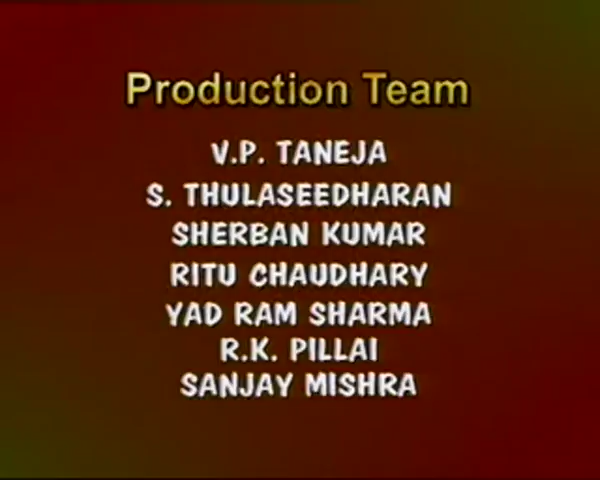 Production Team
V.P. TANEJA
S. THULASEEDHARAN
SHERBAN KUMAR
RITU CHAUDHARY
YAD RAM SHARMA
R.K. PILLAI
SANJAY MISHRA